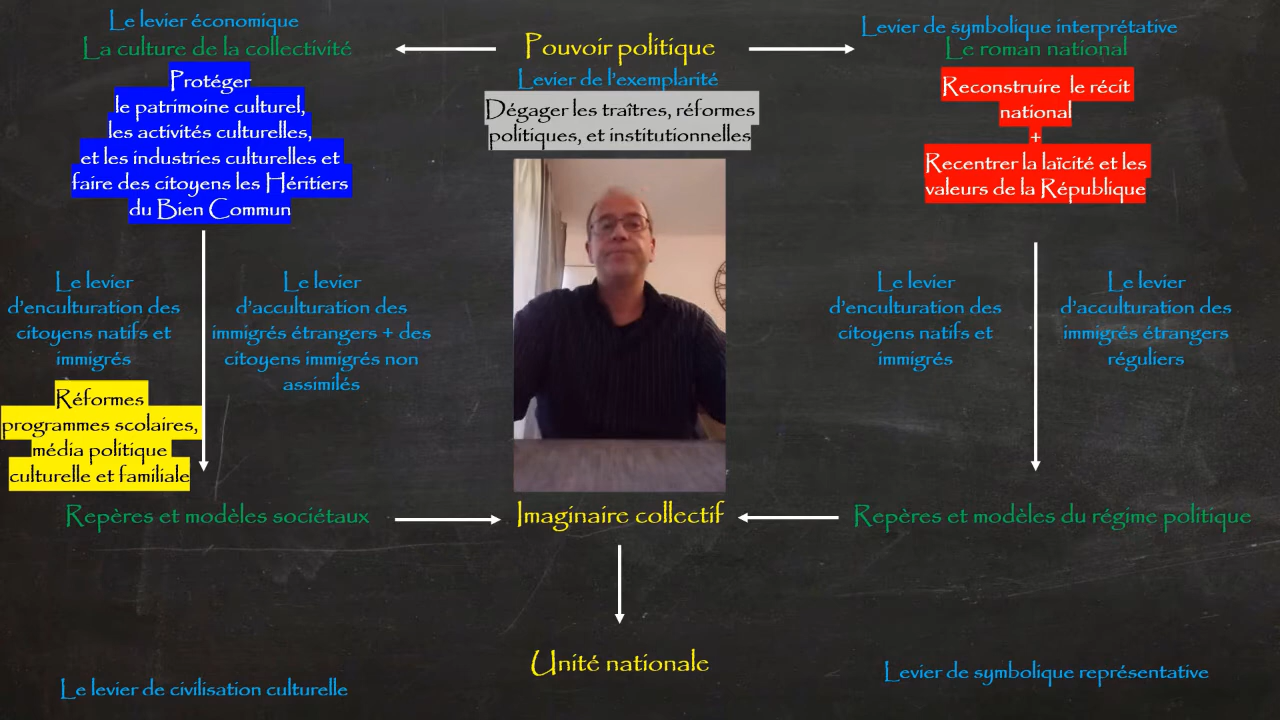 Le levier économique
La culture de la collectivité
Protéger
le patrimoine culturel,
les activités culturelles,
et les industries culturelles et
faire des citoyens les Héritiers
du Bien Commun
Pouvoir politique
Levier de l'exemplarité
Dégager les traîtres, réformes
politiques, et institutionnelles
Levier de symbolique interprétative
Le roman national
Reconstruire le récit
national
+
Recentrer la laïcité et les
valeurs de la République
Le levier
d'enculturation des
citoyens natifs et
immigrés
Le levier
d'acculturation des
immigrés étrangers + des
citoyens immigrés non
assimilés
Le levier
d'enculturation des
citoyens natifs et
immigrés
Le levier
d'acculturation des
immigrés étrangers
réguliers
Réformes
programmes scolaires,
média politique
culturelle et familiale
Repères et modèles sociétaux
Imaginaire collectif
Repères et modèles du régime politique
Unité nationale
Le levier de civilisation culturelle
Levier de symbolique représentative